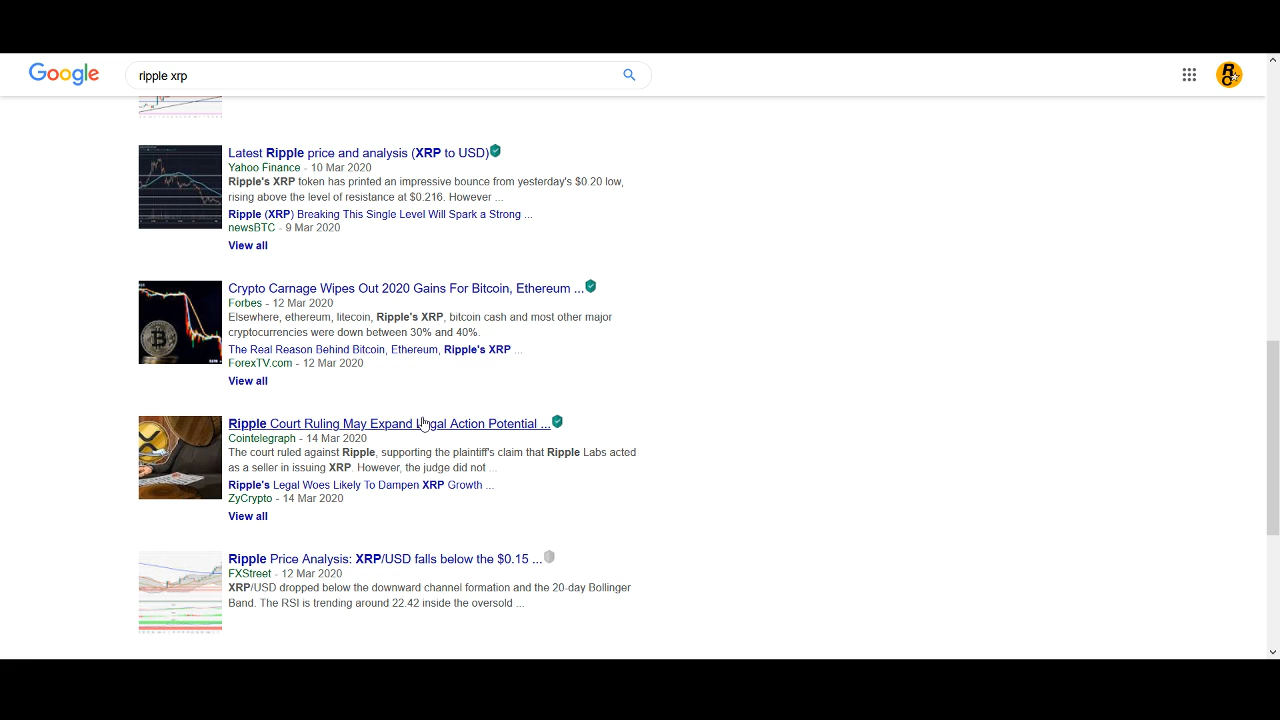 Google
ripple xrp
Latest Ripple price and analysis (XRP to USD)
Yahoo Finance - 10 Mar 2020
Ripple's XRP token has printed an impressive bounce from yesterday's $0.20 low,
rising above the level of resistance at $0.216. However ...
Ripple (XRP) Breaking This Single Level Will Spark a Strong ...
newsBTC - 9 Mar 2020
View all
Crypto Carnage Wipes Out 2020 Gains For Bitcoin, Ethereum ...
Forbes - 12 Mar 2020
Elsewhere, ethereum, litecoin, Ripple's XRP, bitcoin cash and most other major
cryptocurrencies were down between 30% and 40%.
The Real Reason Behind Bitcoin, Ethereum, Ripple's XRP ...
ForexTV.com - 12 Mar 2020
View all
Ripple Court Ruling May Expand Legal Action Potential ...
Cointelegraph - 14 Mar 2020
The court ruled against Ripple, supporting the plaintiff's claim that Ripple Labs acted
as a seller in issuing XRP. However, the judge did not ...
Ripple's Legal Woes Likely To Dampen XRP Growth ...
ZyCrypto - 14 Mar 2020
View all
Ripple Price Analysis: XRP/USD falls below the $0.15 ...
FXStreet - 12 Mar 2020
XRP/USD dropped below the downward channel formation and the 20-day Bollinger
Band. The RSI is trending around 22.42 inside the oversold ...